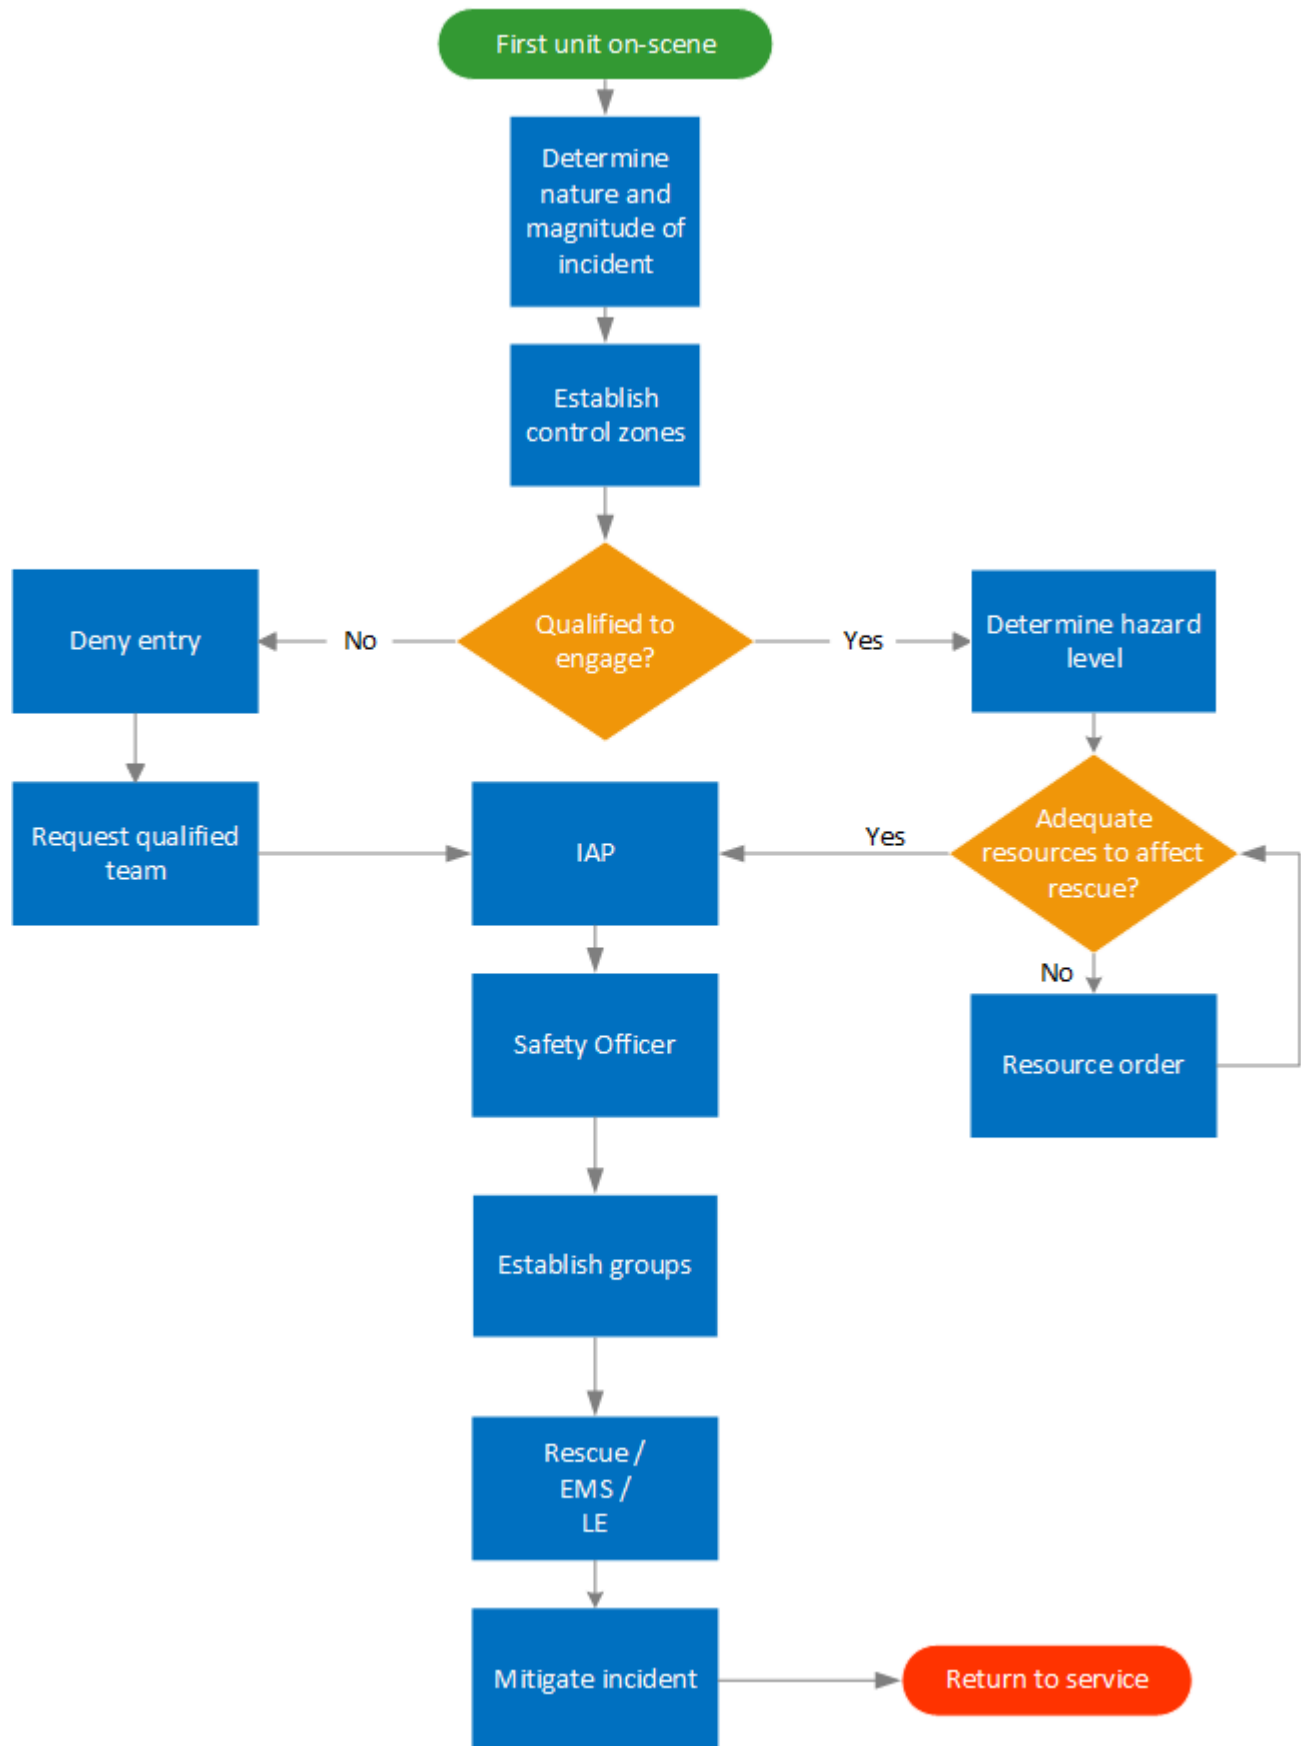 First unit on-scene
Determine
nature and
magnitude of
incident
Establish
control zones
Qualified to
engage?
No
Yes
Deny entry
Determine hazard
level
Request qualified
team
IAP
Yes
Adequate
resources to affect
rescue?
No
Resource order
Safety Officer
Establish groups
Rescue /
EMS /
LE
Mitigate incident
Return to service